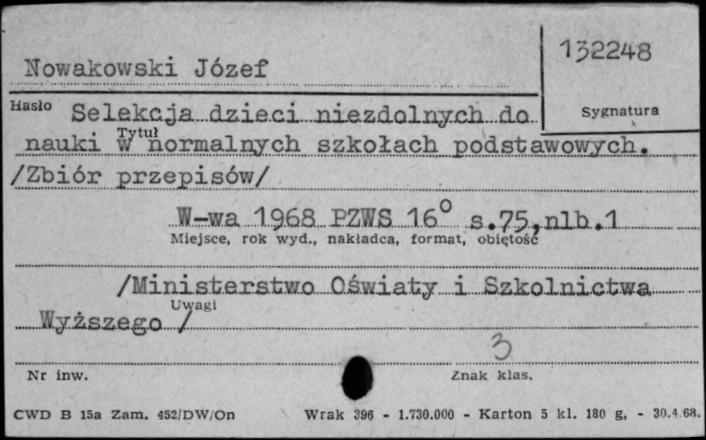 132248
Nowakowski Józef
Hasło Selekcja dzieci niezdolnych do
Sygnatura
Tytuł
nauki w normalnych szkołach podstawowych.
/Zbiór przepisów/
W-wa 1968 PZWS 16° s.75,nlb.1
Miejsce, rok wyd., nakładca, format, objętość
/Ministerstwo Oświaty i Szkolnictwa
Uwagi
Wyższego /
3
Nr inw. Znak klas.
CWD B 15a Zam. 452/DW/On Wrak 396 - 1.730.000 - Karton 5 kl. 180 g. - 30.4.68.